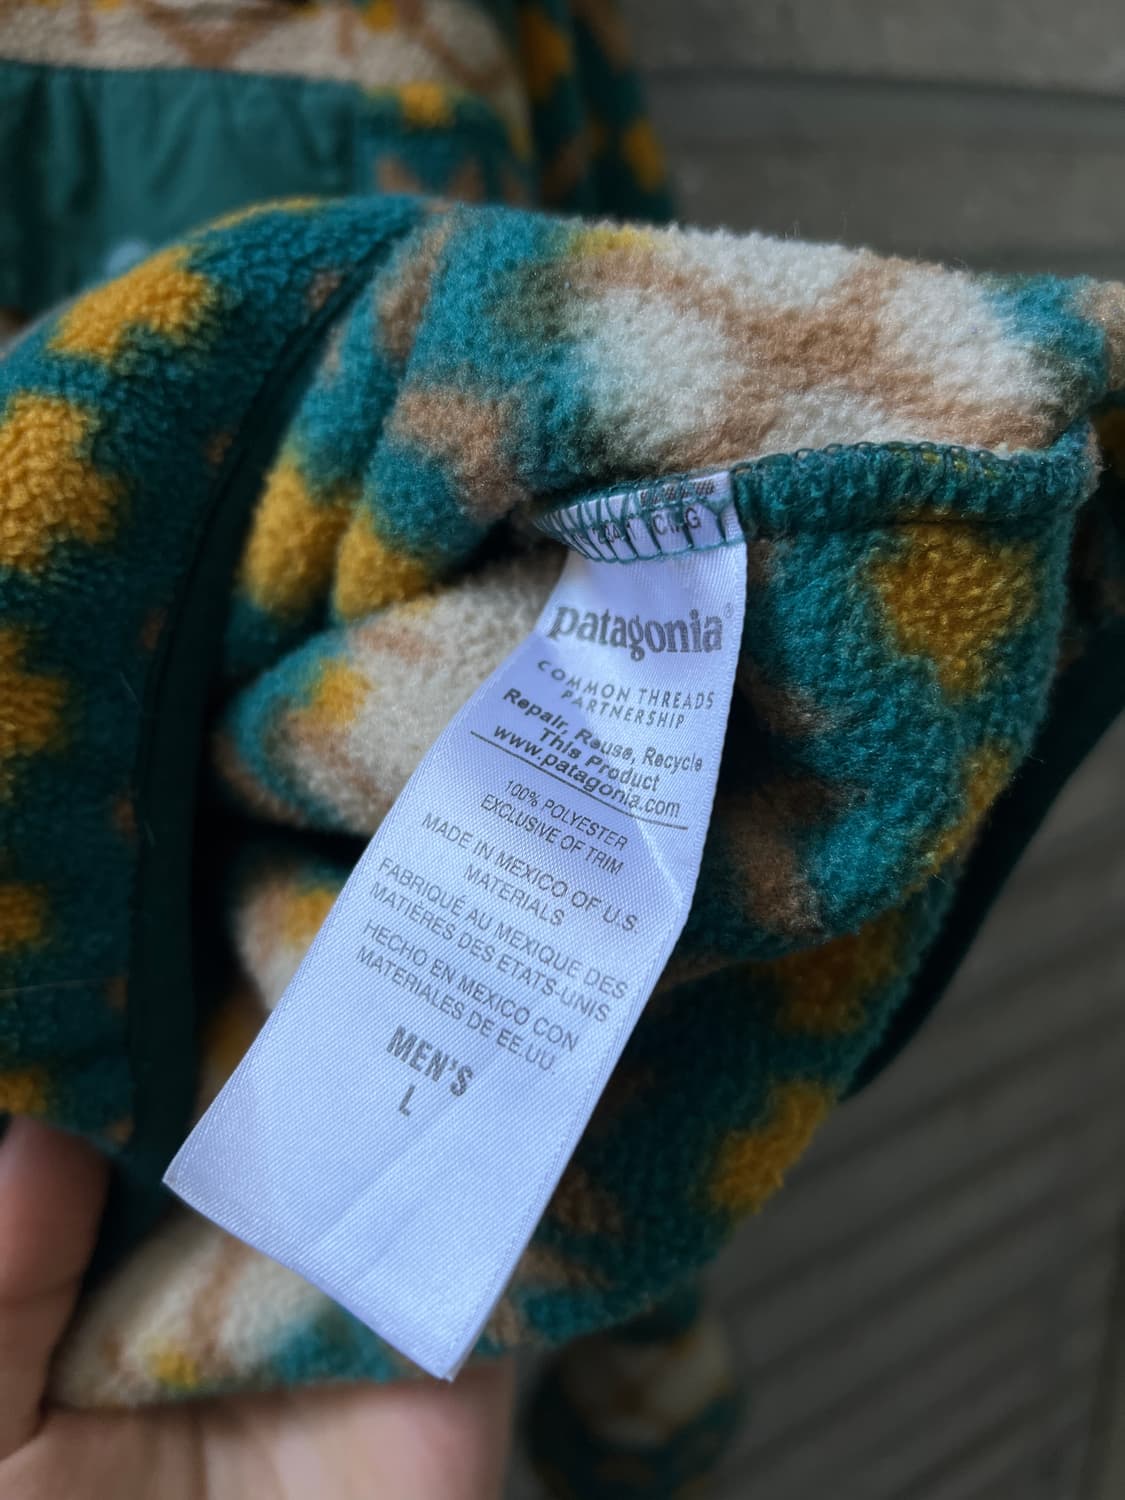 patagonia®
COMMON THREADS
PARTNERSHIP
Repair, Reuse, Recycle
This Product
www.patagonia.com
100% POLYESTER
EXCLUSIVE OF TRIM
MADE IN MEXICO OF U.S.
MATERIALS
FABRIQUÉ AU MEXIQUE DES
MATIÈRES DES ETATS-UNIS
HECHO EN MEXICO CON
MATERIALES DE EE.UU.
MEN'S
L